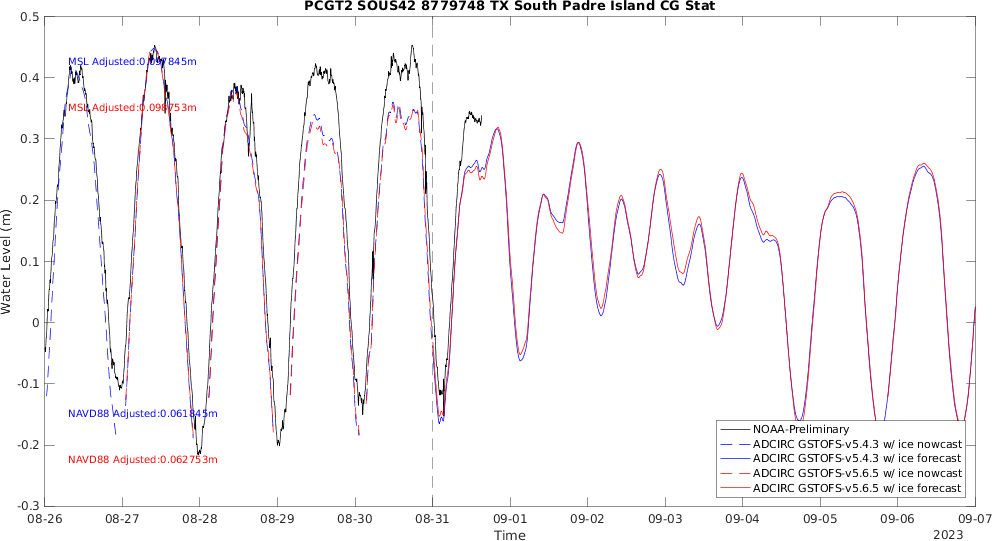 PCGT2 SOUS42 8779748 TX South Padre Island CG Stat
0.5
0.4
0.3
0.2
0.1
0
-0.1
-0.2
-0.3
Water Level (m)
MSL Adjusted:0.097845m
MSL Adjusted:0.098753m
NAVD88 Adjusted:0.061845m
NAVD88 Adjusted:0.062753m
NOAA-Preliminary
ADCIRC GSTOFS-v5.4.3 w/ ice nowcast
ADCIRC GSTOFS-v5.4.3 w/ ice forecast
ADCIRC GSTOFS-v5.6.5 w/ ice nowcast
ADCIRC GSTOFS-v5.6.5 w/ ice forecast
08-26 08-27 08-28 08-29 08-30 08-31 09-01 09-02 09-03 09-04 09-05 09-06 09-07
Time
2023